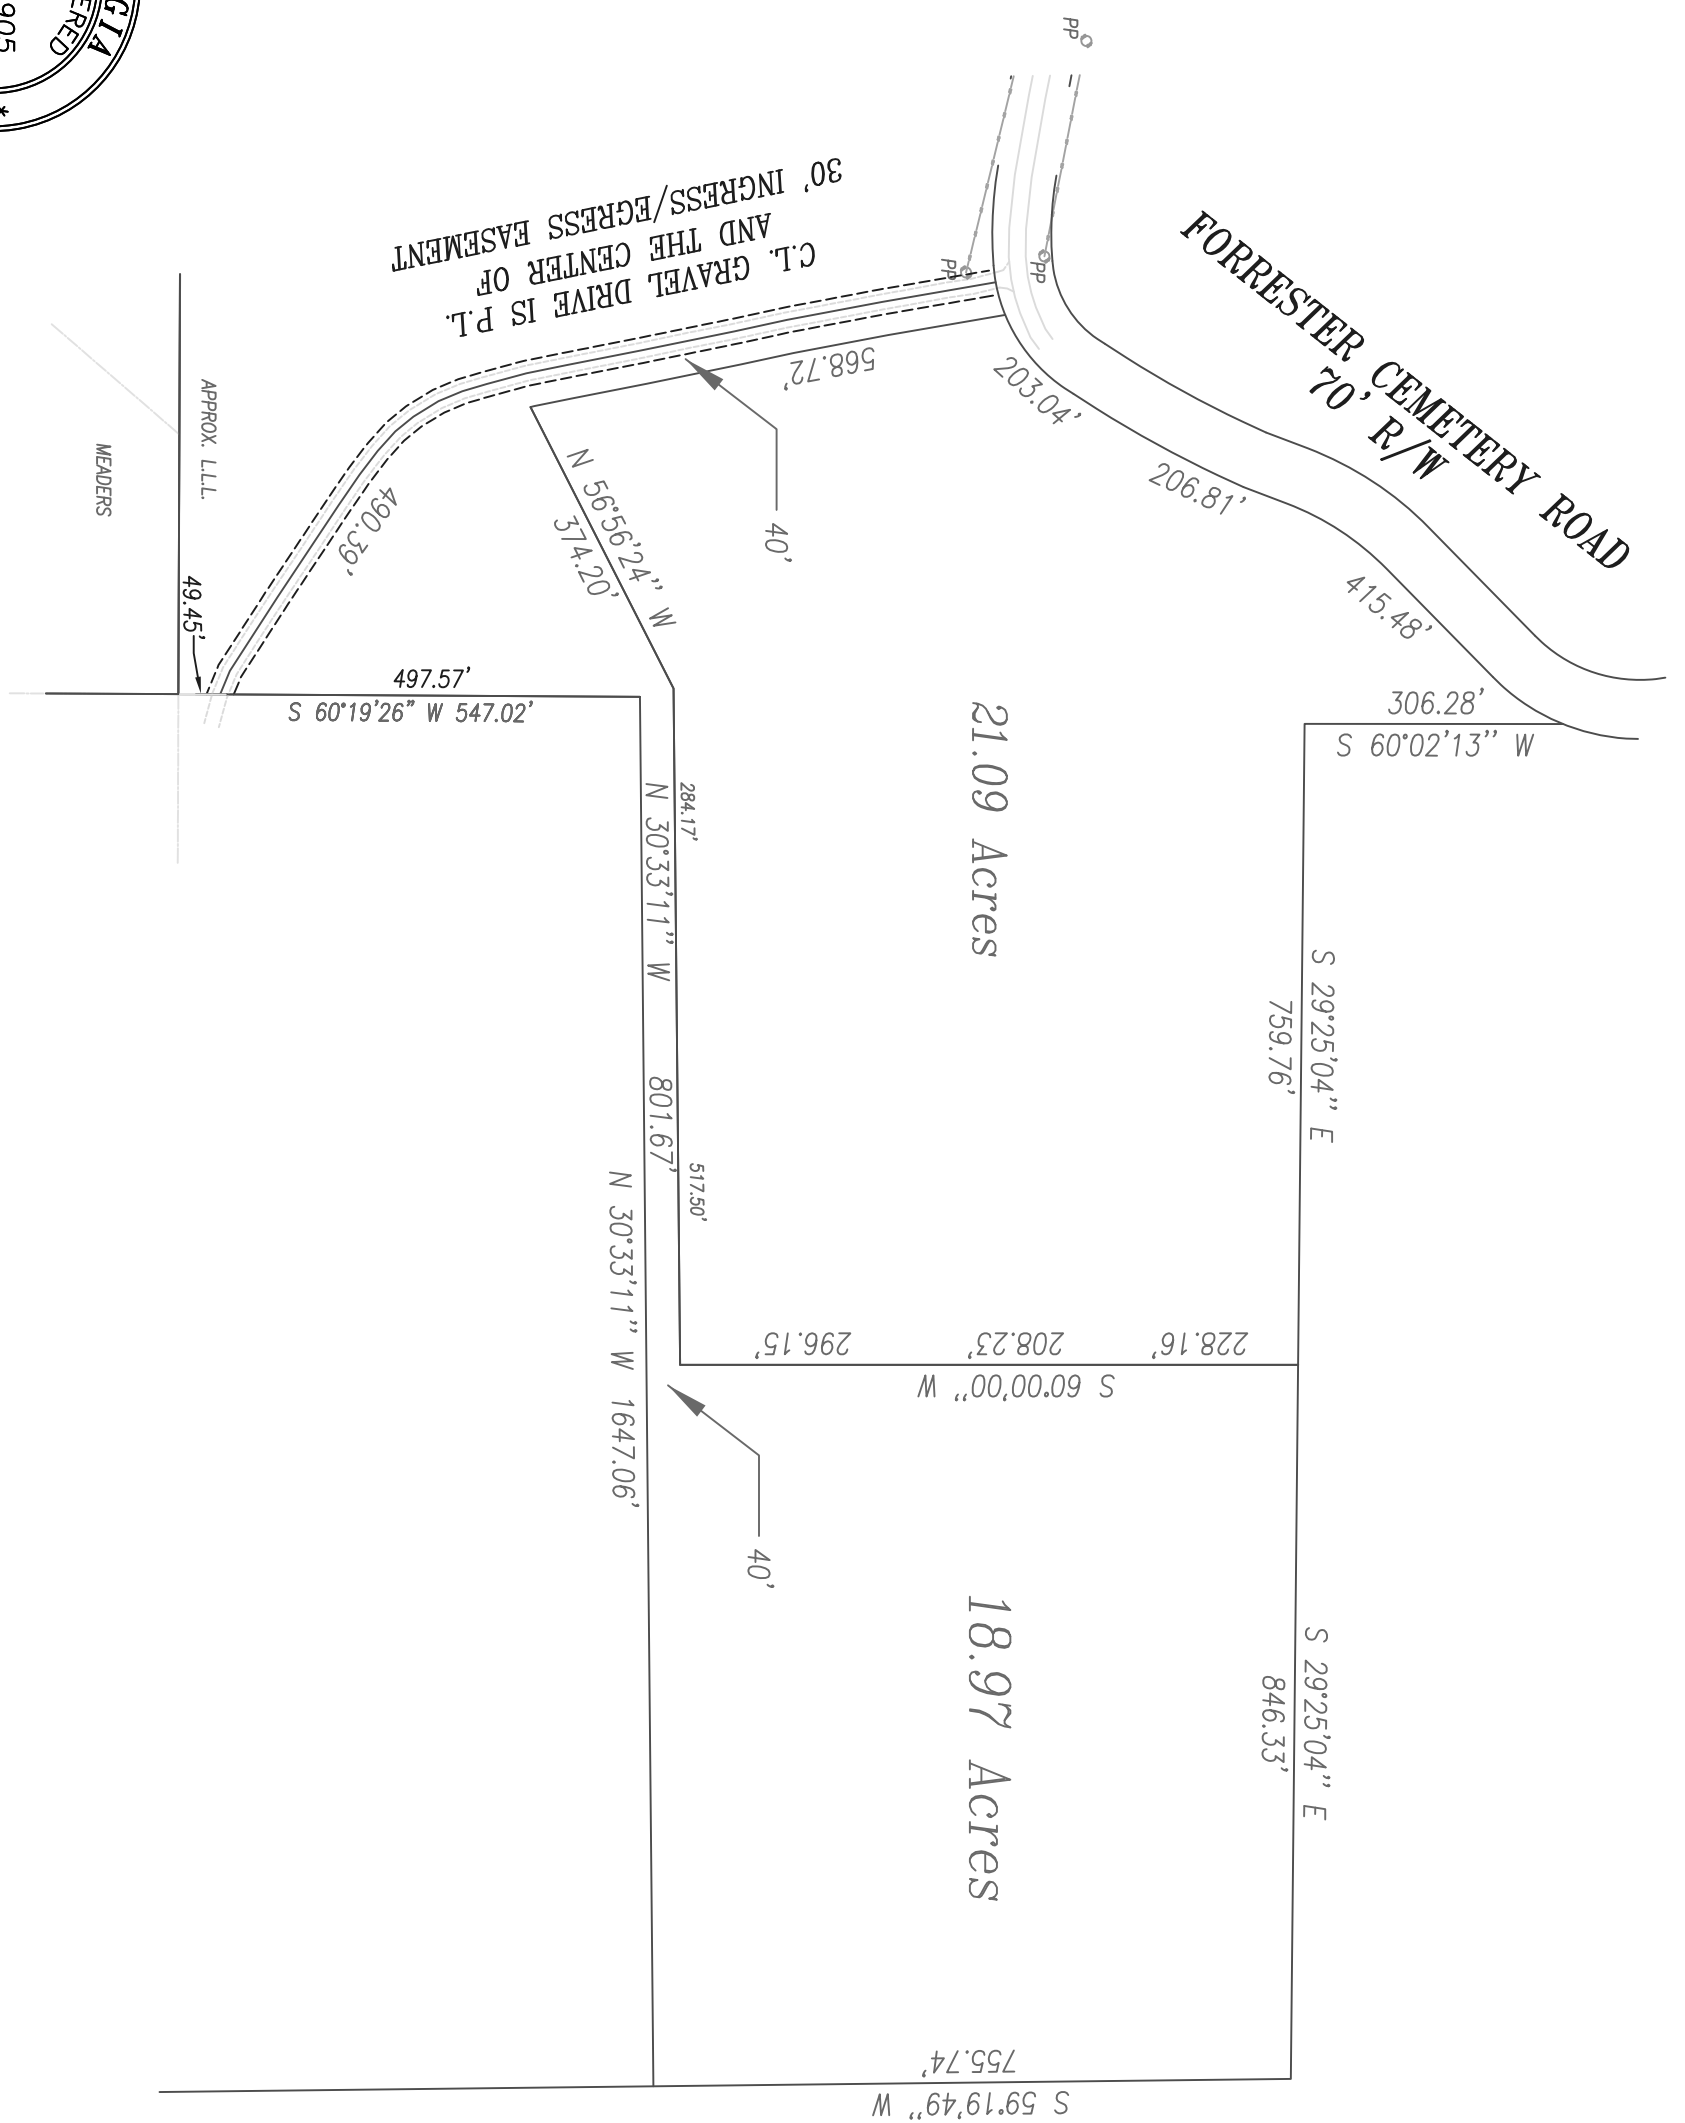 GIA
ERED
905
*
PP
PP
PP
FORRESTER CEMETERY ROAD
70' R/W
30' INGRESS/EGRESS EASEMENT
AND THE CENTER OF
C.L. GRAVEL DRIVE IS P.L.
568.72'
203.04'
206.81'
415.48'
306.28'
S 60°02'13" W
40'
N 56°56'24" W
374.20'
490.39'
APPROX. L.L.L.
MEADERS
49.45'
497.57'
S 60°19'26" W 547.02'
284.17'
N 30°33'11" W 801.67'
517.50'
21.09 Acres
S 29°25'04" E
759.76'
N 30°33'11" W 1647.06'
296.15'
208.23'
228.16'
S 60°00'00" W
40'
18.97 Acres
S 29°25'04" E
846.33'
755.74'
S 59°19'49" W